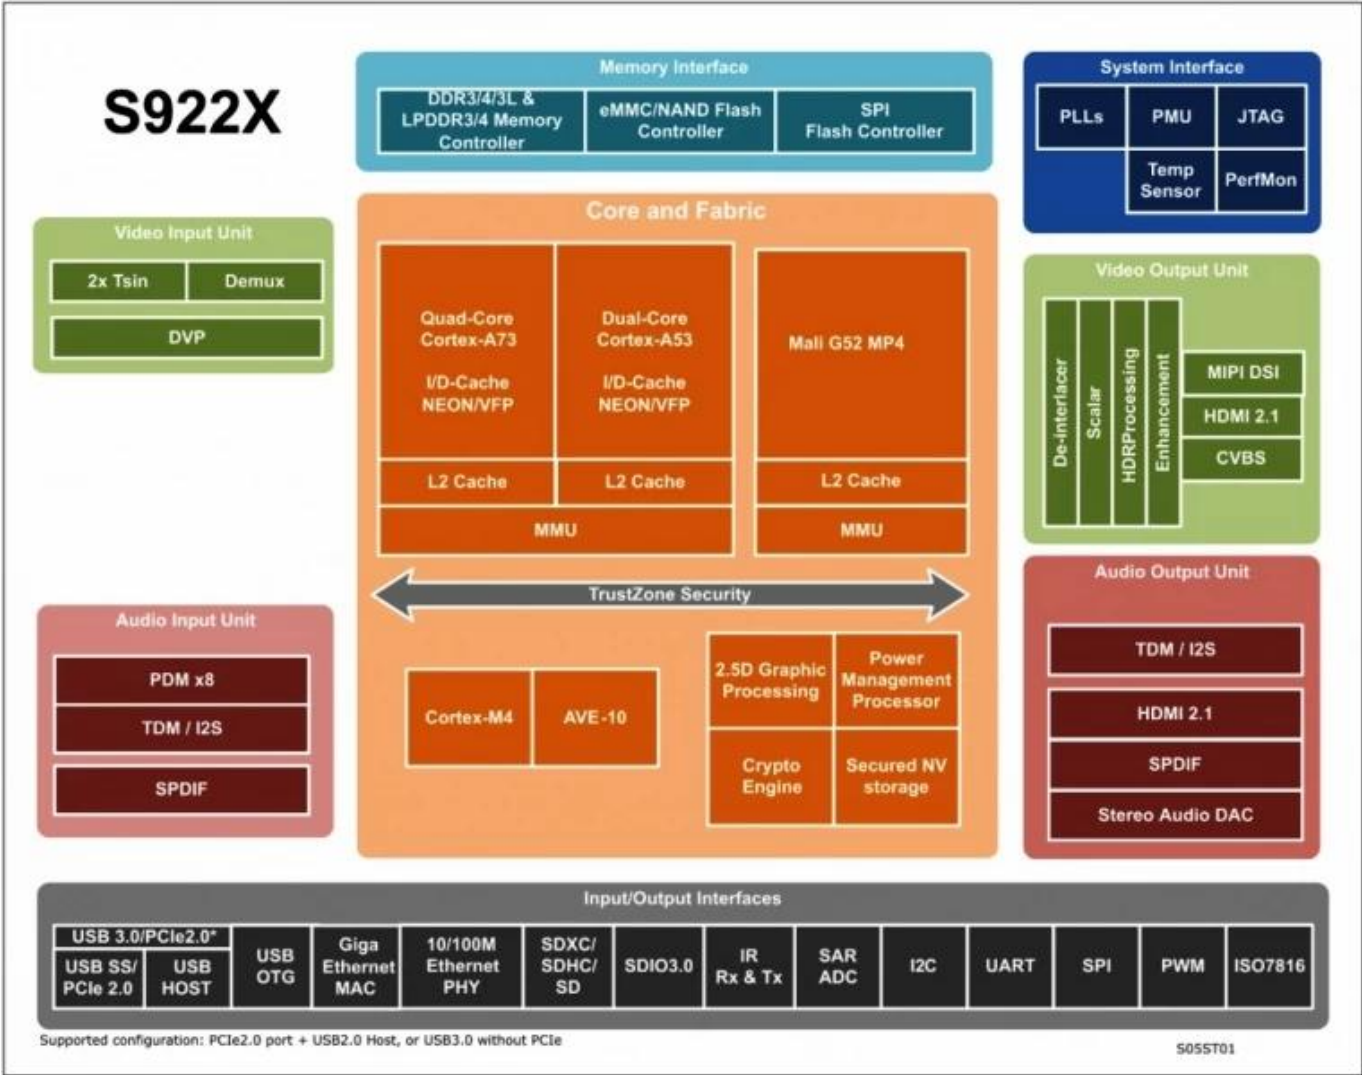 S922X
Memory Interface
DDR3/4/3L &
LPDDR3/4 Memory
Controller
eMMC/NAND Flash
Controller
SPI
Flash Controller
System Interface
PLLs
PMU
JTAG
Temp
Sensor
PerfMon
Video Input Unit
2x Tsin
Demux
DVP
Core and Fabric
Quad-Core
Cortex-A73
I/D-Cache
NEON/VFP
Dual-Core
Cortex-A53
I/D-Cache
NEON/VFP
Mali G52 MP4
L2 Cache
L2 Cache
L2 Cache
MMU
MMU
TrustZone Security
Cortex-M4
AVE-10
2.5D Graphic
Processing
Power
Management
Processor
Crypto
Engine
Secured NV
storage
Video Output Unit
De-interlacer
Scalar
HDRProcessing
Enhancement
MIPI DSI
HDMI 2.1
CVBS
Audio Input Unit
PDM x8
TDM / I2S
SPDIF
Audio Output Unit
TDM / I2S
HDMI 2.1
SPDIF
Stereo Audio DAC
Input/Output Interfaces
USB 3.0/PCIe2.0*
USB SS/
PCIe 2.0
USB
HOST
USB
OTG
Giga
Ethernet
MAC
10/100M
Ethernet
PHY
SDXC/
SDHC/
SD
SDIO3.0
IR
Rx & Tx
SAR
ADC
I2C
UART
SPI
PWM
ISO7816
Supported configuration: PCIe2.0 port + USB2.0 Host, or USB3.0 without PCIe
S05ST01